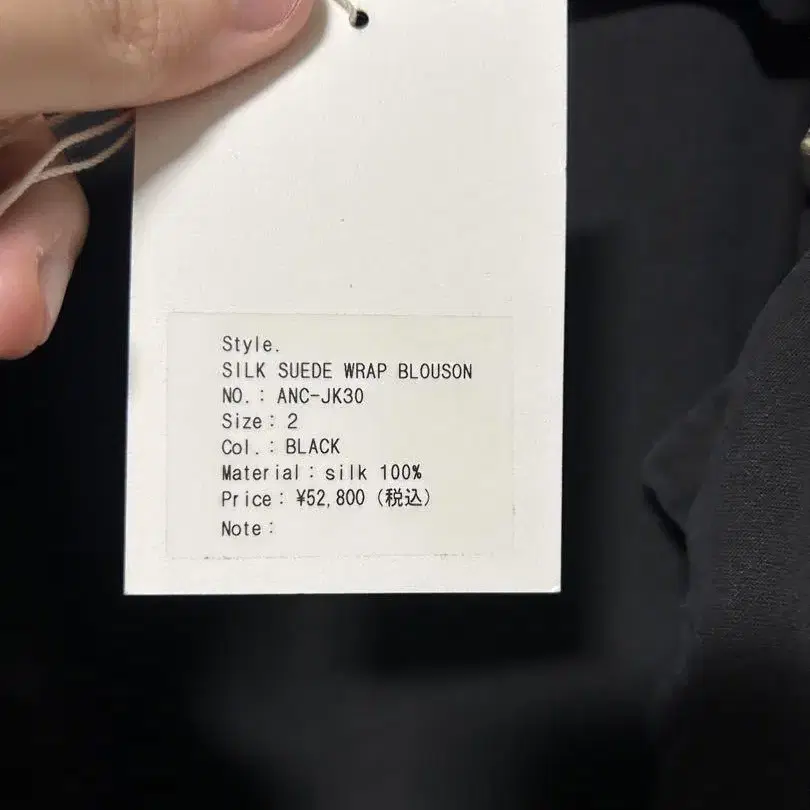 Style.
SILK SUEDE WRAP BLOUSON
NO.: ANC-JK30
Size: 2
Col.: BLACK
Material: silk 100%
Price: ¥52,800 (税込)
Note: